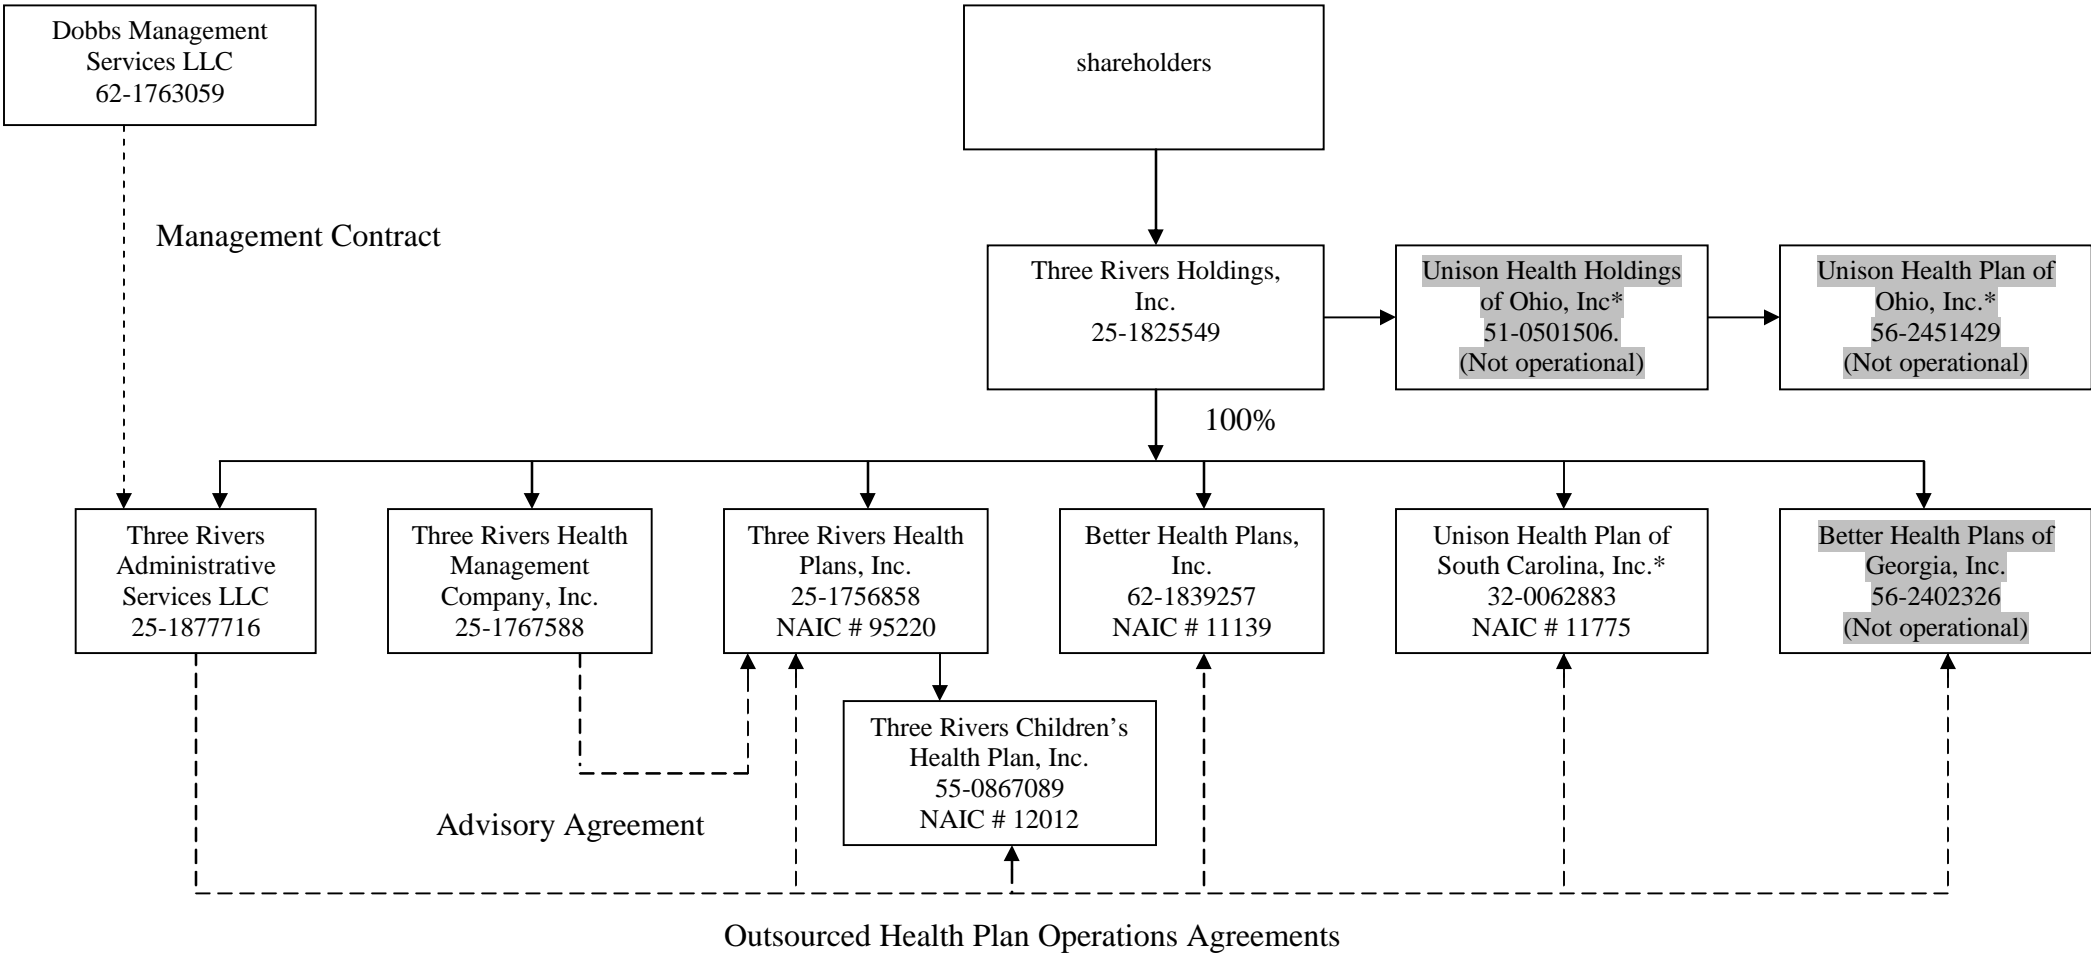 Dobbs Management
Services LLC
62-1763059
shareholders
Management Contract
Three Rivers Holdings,
Inc.
25-1825549
Unison Health Holdings
of Ohio, Inc*
51-0501506.
(Not operational)
Unison Health Plan of
Ohio, Inc.*
56-2451429
(Not operational)
100%
Three Rivers
Administrative
Services LLC
25-1877716
Three Rivers Health
Management
Company, Inc.
25-1767588
Three Rivers Health
Plans, Inc.
25-1756858
NAIC # 95220
Better Health Plans,
Inc.
62-1839257
NAIC # 11139
Unison Health Plan of
South Carolina, Inc.*
32-0062883
NAIC # 11775
Better Health Plans of
Georgia, Inc.
56-2402326
(Not operational)
Three Rivers Children’s
Health Plan, Inc.
55-0867089
NAIC # 12012
Advisory Agreement
Outsourced Health Plan Operations Agreements